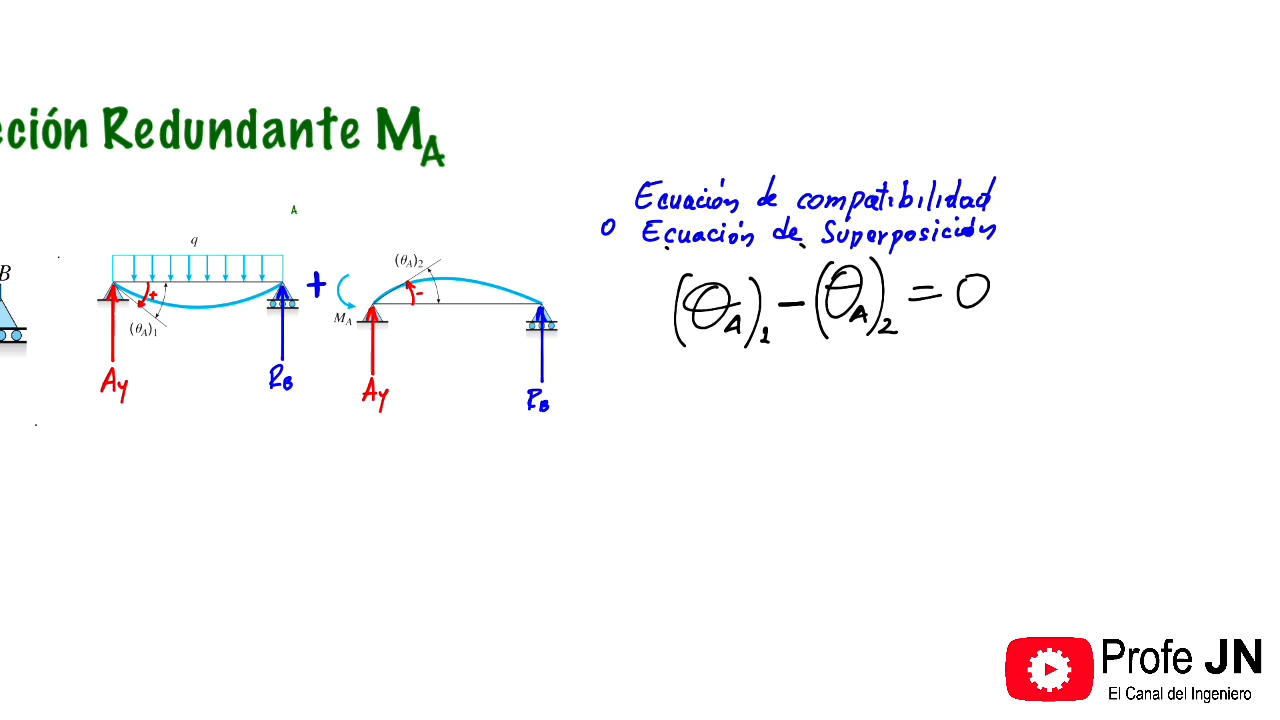 ción Redundante MA
A
q
B
+
(θA)1
+
(θA)2
-
MA
Ay
RB
Ay
RB
Ecuación de compatibilidad
o Ecuación de Superposición
(θA)1 - (θA)2 = 0
Profe JN
El Canal del Ingeniero